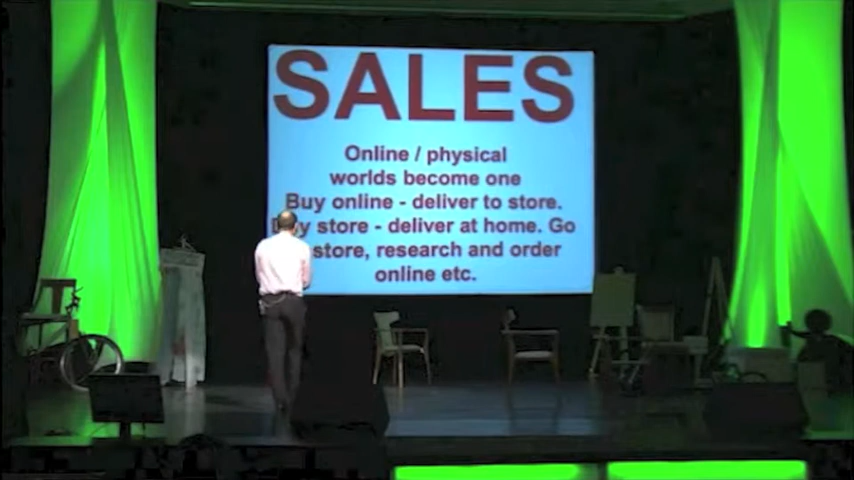 SALES
Online / physical
worlds become one
Buy online - deliver to store.
store - deliver at home. Go
store, research and order
online etc.